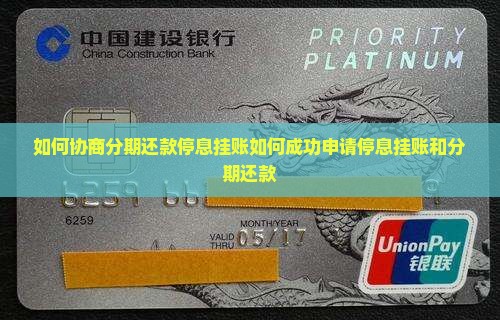 中国建设银行
China Construction Bank
PRIORITY
PLATINUM
如何协商分期还款停息挂账如何成功申请停息挂账和分
期还款
6259
6259
MONTH/YEAR
VALID
THRU
05/17
UnionPay
银联